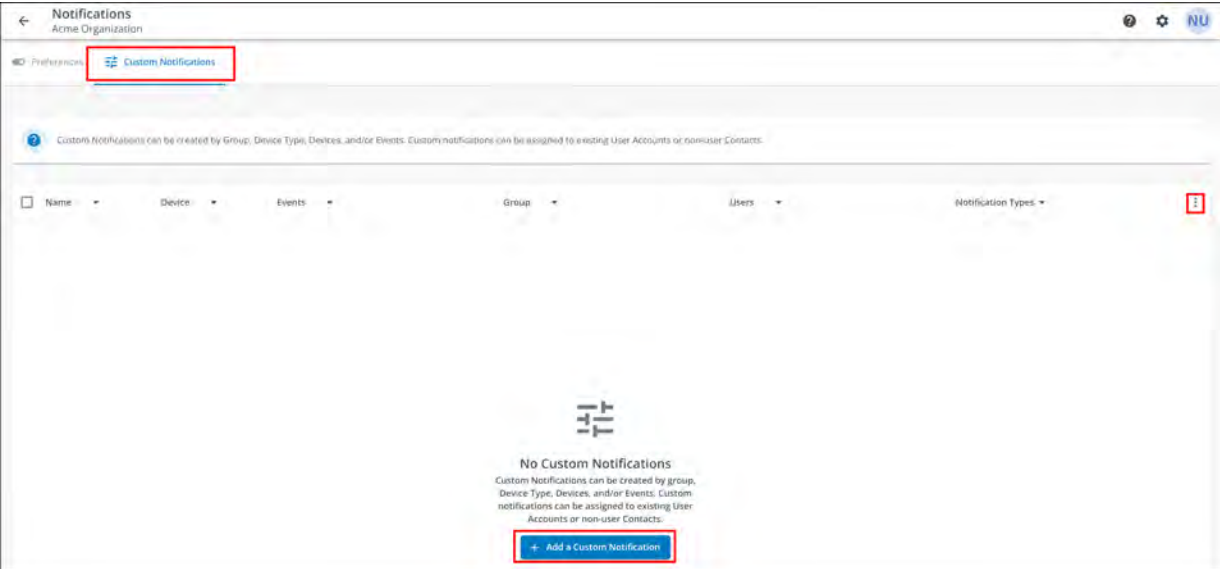 Notifications
Acme Organization
NU
Preferences
Custom Notifications
Custom Notifications can be created by Group, Device Type, Devices, and/or Events. Custom notifications can be assigned to existing User Accounts or non-user Contacts.
Name Device Events Group Users Notification Types
No Custom Notifications
Custom Notifications can be created by group,
Device Type, Devices, and/or Events. Custom
notifications can be assigned to existing User
Accounts or non-user Contacts.
+ Add a Custom Notification